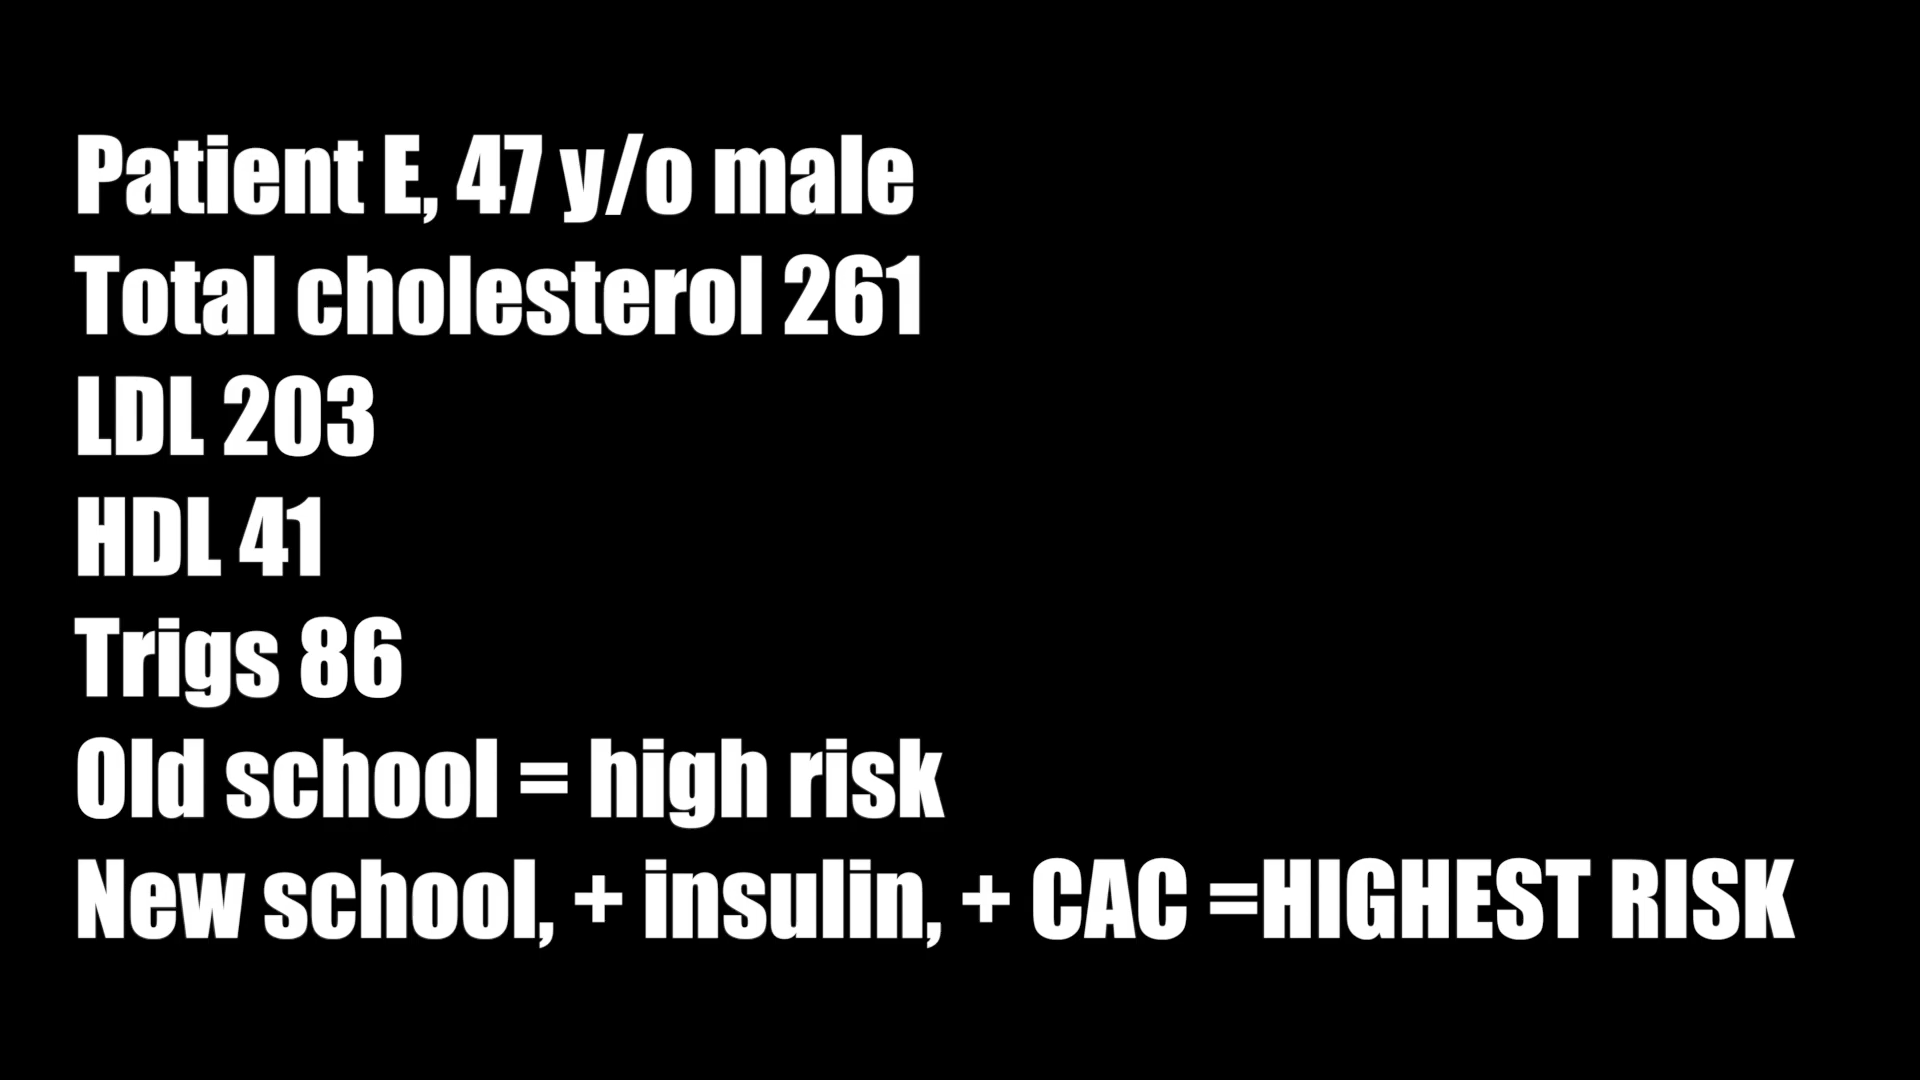 Patient E, 47 y/o male
Total cholesterol 261
LDL 203
HDL 41
Trigs 86
Old school = high risk
New school, + insulin, + CAC =HIGHEST RISK